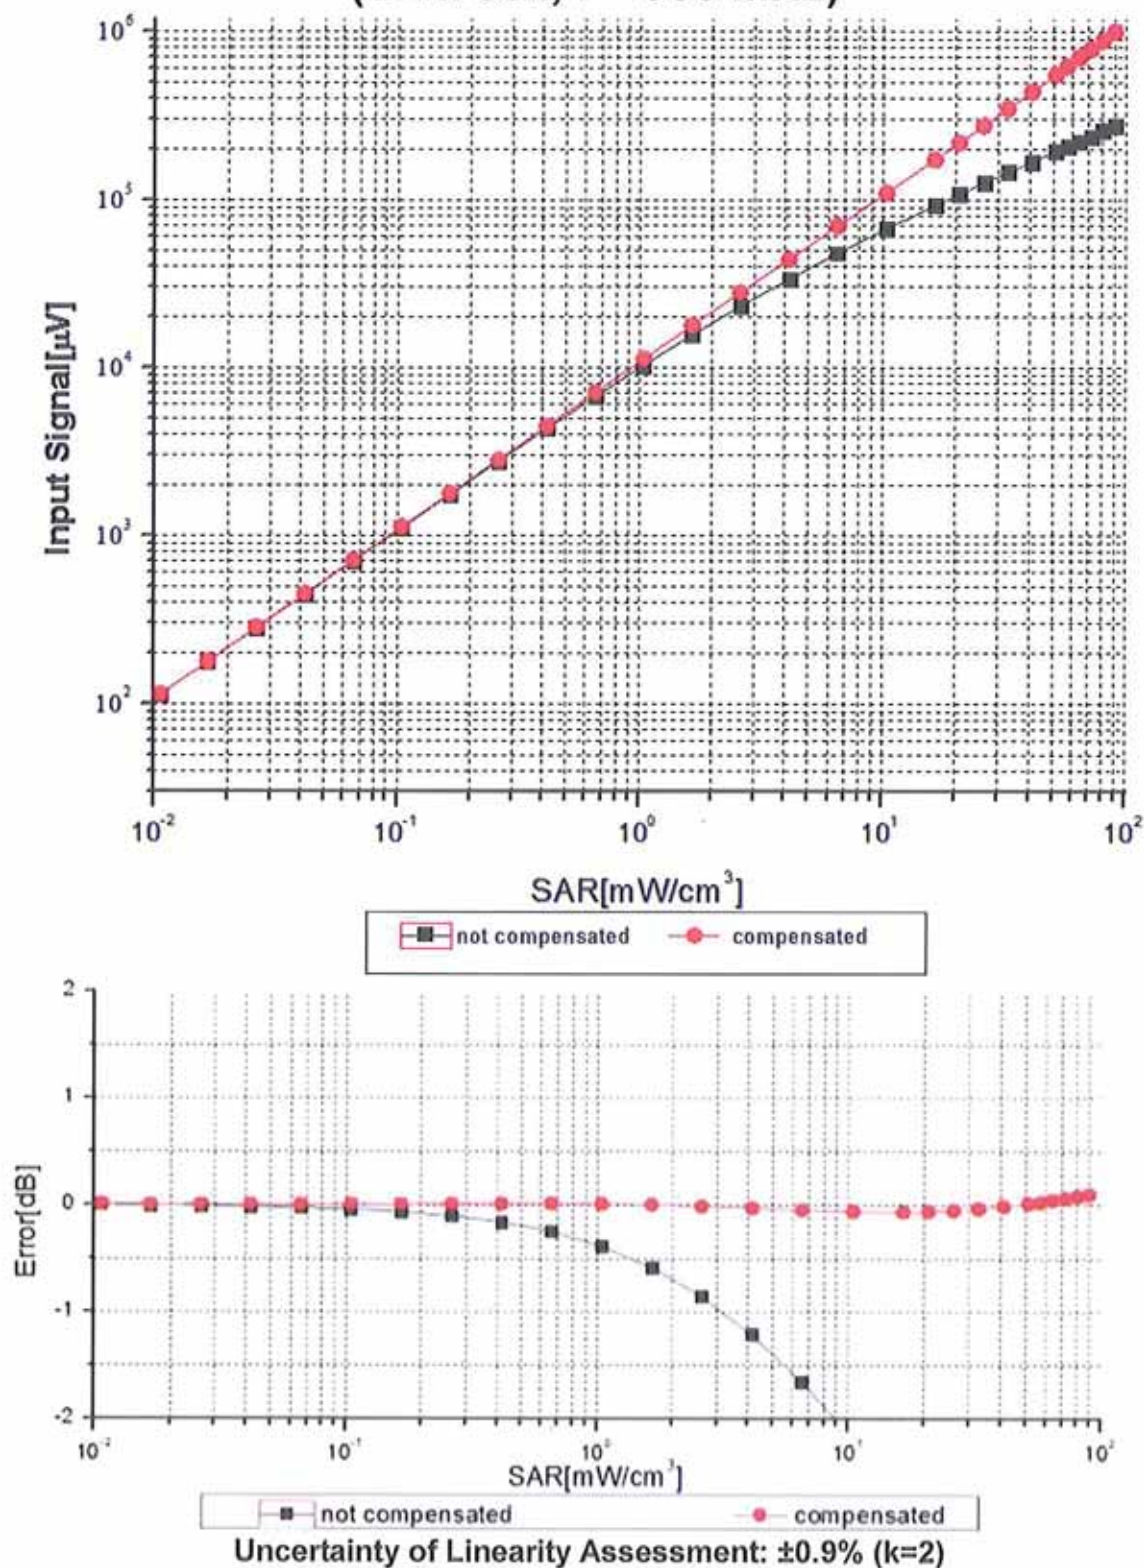 10⁶
10⁵
10⁴
10³
10²
Input Signal[µV]
10⁻² 10⁻¹ 10⁰ 10¹ 10²
SAR[mW/cm³]
not compensated compensated
2
1
0
-1
-2
Error[dB]
10⁻² 10⁻¹ 10⁰ 10¹ 10²
SAR[mW/cm³]
not compensated compensated
Uncertainty of Linearity Assessment: ±0.9% (k=2)